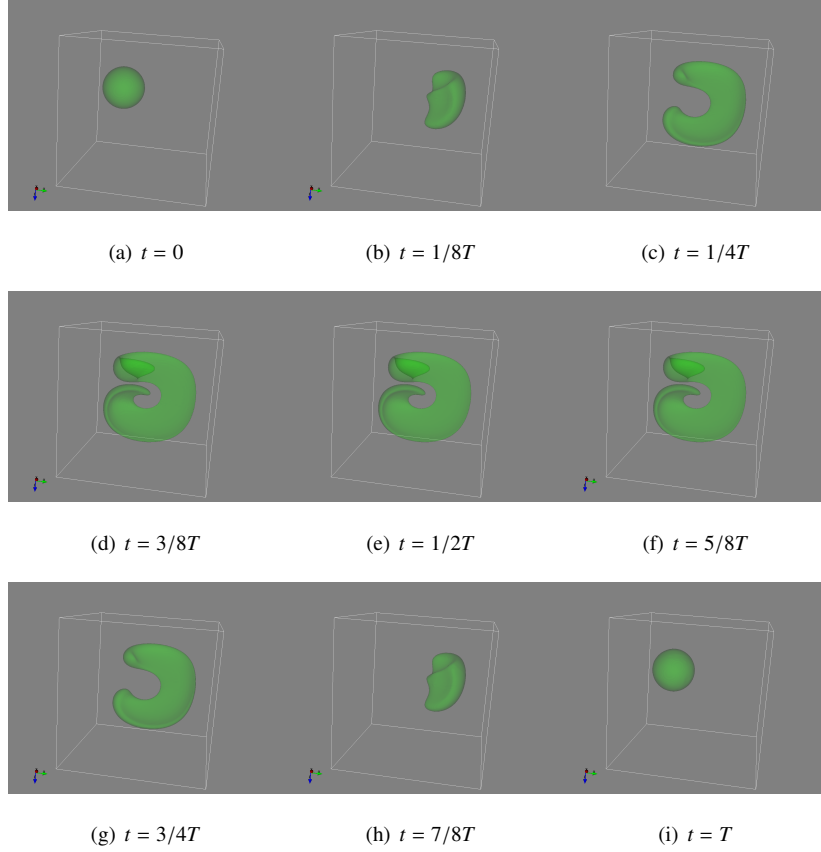 (a) t = 0
(b) t = 1/8T
(c) t = 1/4T
(d) t = 3/8T
(e) t = 1/2T
(f) t = 5/8T
(g) t = 3/4T
(h) t = 7/8T
(i) t = T